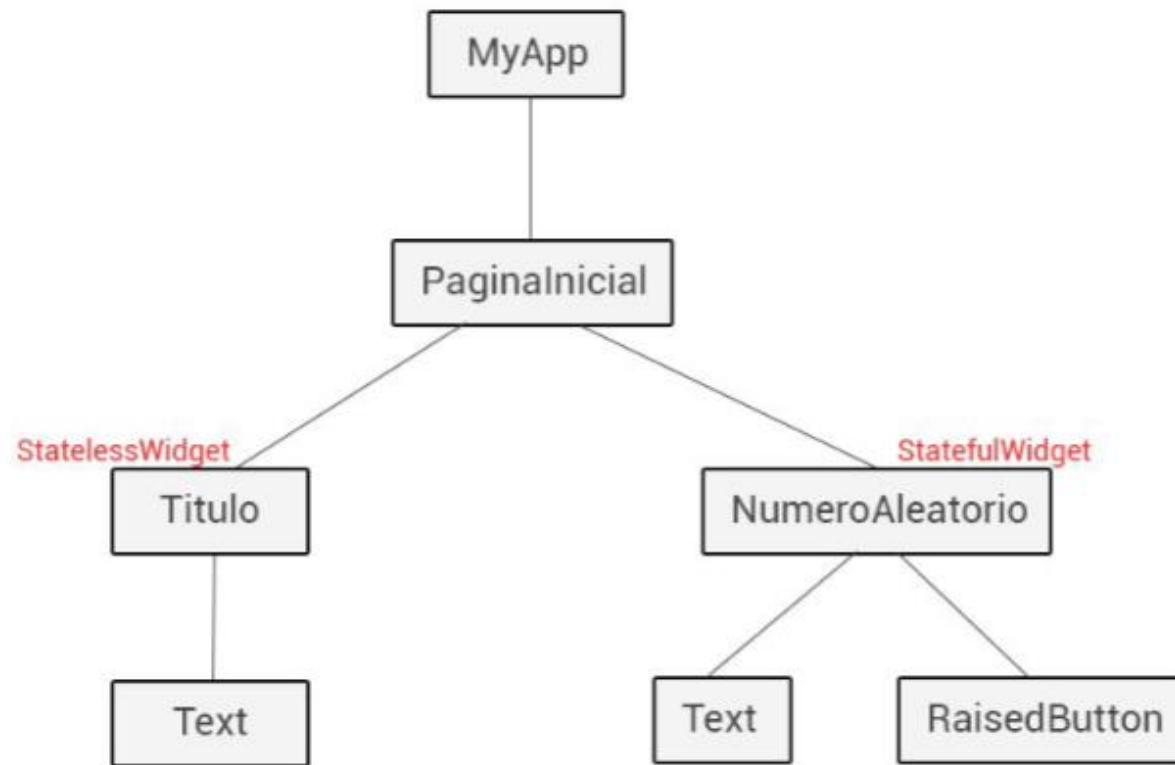 MyApp
PaginaInicial
StatelessWidget
StatefulWidget
Titulo
NumeroAleatorio
Text
Text
RaisedButton